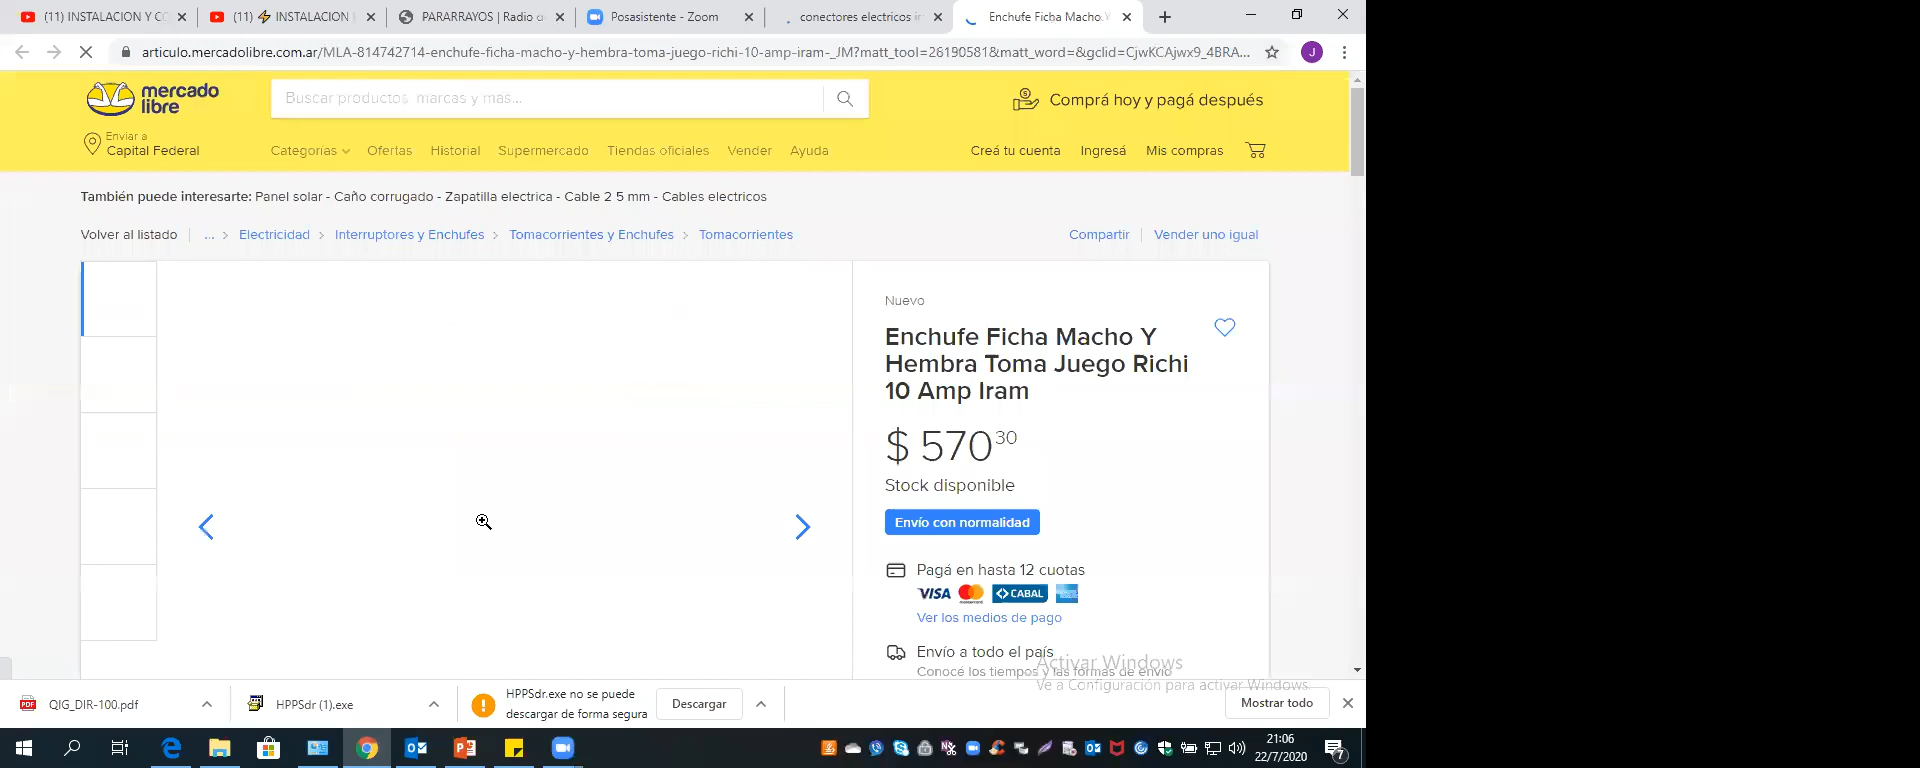 (11) INSTALACION Y CO
(11) ⚡ INSTALACION
PARARRAYOS | Radio
Posasistente - Zoom
conectores electricos
Enchufe Ficha Macho
articulo.mercadolibre.com.ar/MLA-814742714-enchufe-ficha-macho-y-hembra-toma-juego-richi-10-amp-iram-_JM?matt_tool=26190581&matt_word=&gclid=CjwKCAjwx9_4BRA...
J
mercado
libre
Buscar productos marcas y más...
Comprá hoy y pagá después
Enviar a
Capital Federal
Categorías Ofertas Historial Supermercado Tiendas oficiales Vender Ayuda
Creá tu cuenta Ingresá Mis compras
También puede interesarte: Panel solar - Caño corrugado - Zapatilla electrica - Cable 2 5 mm - Cables electricos
Volver al listado ... > Electricidad > Interruptores y Enchufes > Tomacorrientes y Enchufes > Tomacorrientes
Compartir Vender uno igual
Nuevo
Enchufe Ficha Macho Y
Hembra Toma Juego Richi
10 Amp Iram
$ 570 30
Stock disponible
Envío con normalidad
Pagá en hasta 12 cuotas
VISA mastercard CABAL
Ver los medios de pago
Envío a todo el país
Conocé los tiempos y las formas de envío
Activar Windows
Ve a Configuración para activar Windows.
QIG_DIR-100.pdf
HPPSdr (1).exe
HPPSdr.exe no se puede
descargar de forma segura
Descargar
Mostrar todo
21:06
22/7/2020
7